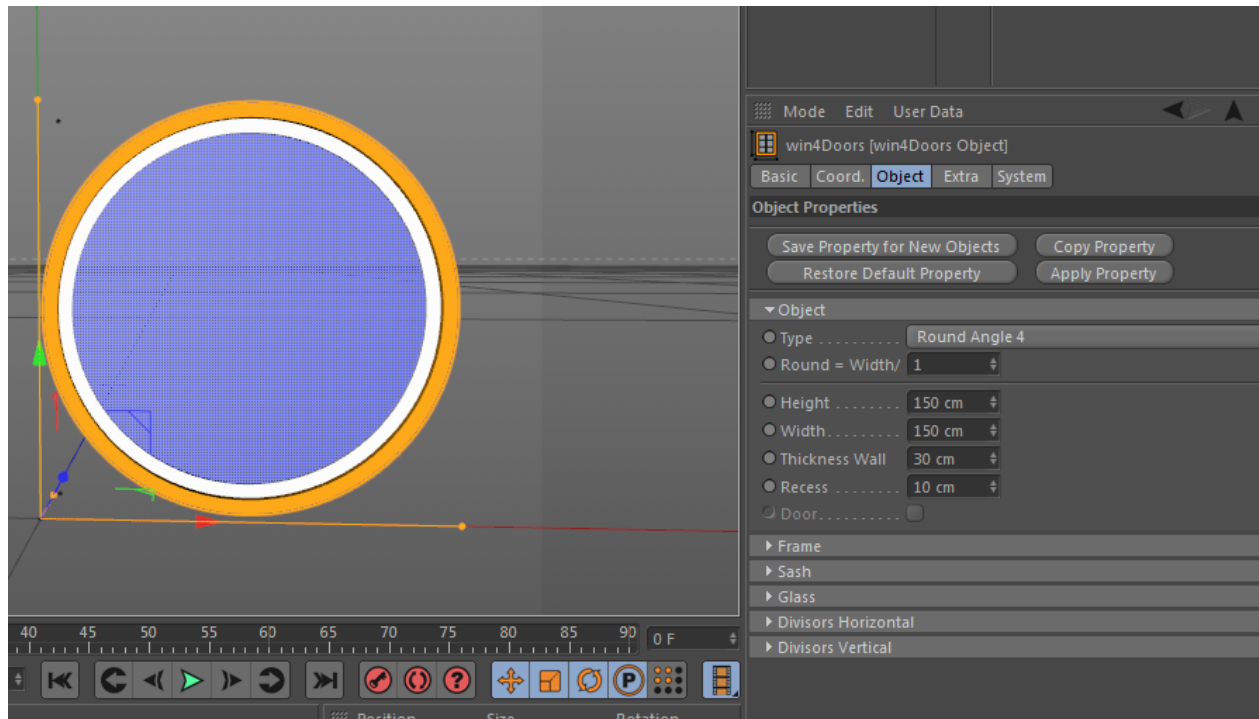 Mode Edit User Data
win4Doors [win4Doors Object]
Basic Coord. Object Extra System
Object Properties
Save Property for New Objects Copy Property
Restore Default Property Apply Property
Object
Type . . . . . . . . . . Round Angle 4
Round = Width/ 1
Height . . . . . . . . 150 cm
Width . . . . . . . . . 150 cm
Thickness Wall 30 cm
Recess . . . . . . . . 10 cm
Door . . . . . . . . . .
Frame
Sash
Glass
Divisors Horizontal
Divisors Vertical
40 45 50 55 60 65 70 75 80 85 90 0 F
P
Position Size Rotation